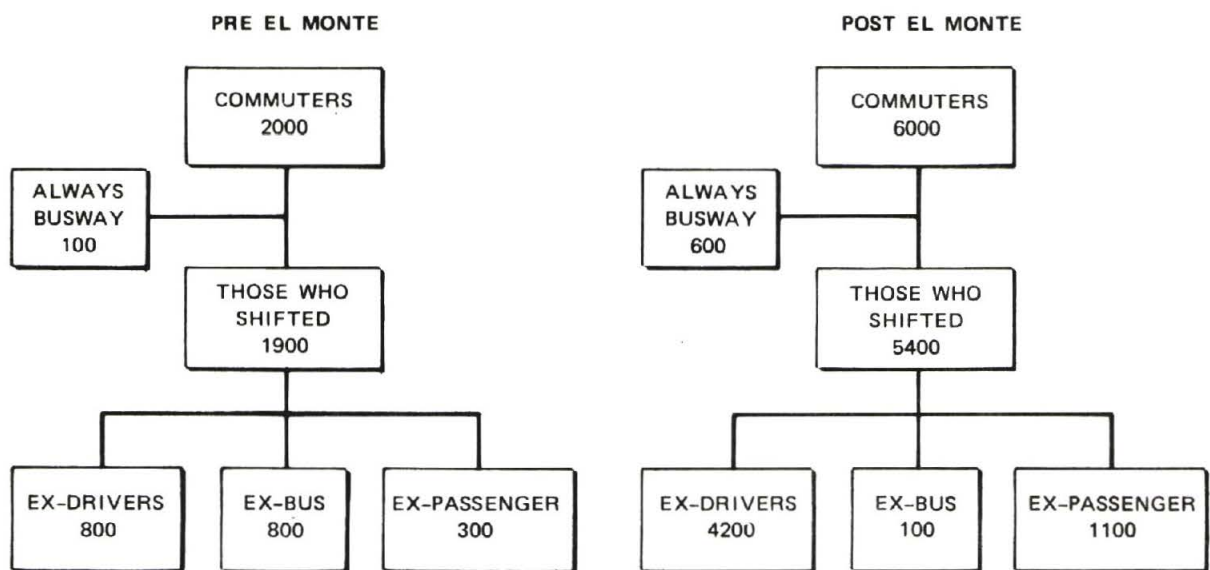 PRE EL MONTE
COMMUTERS
2000
ALWAYS
BUSWAY
100
THOSE WHO
SHIFTED
1900
EX-DRIVERS
800
EX-BUS
800
EX-PASSENGER
300
POST EL MONTE
COMMUTERS
6000
ALWAYS
BUSWAY
600
THOSE WHO
SHIFTED
5400
EX-DRIVERS
4200
EX-BUS
100
EX-PASSENGER
1100